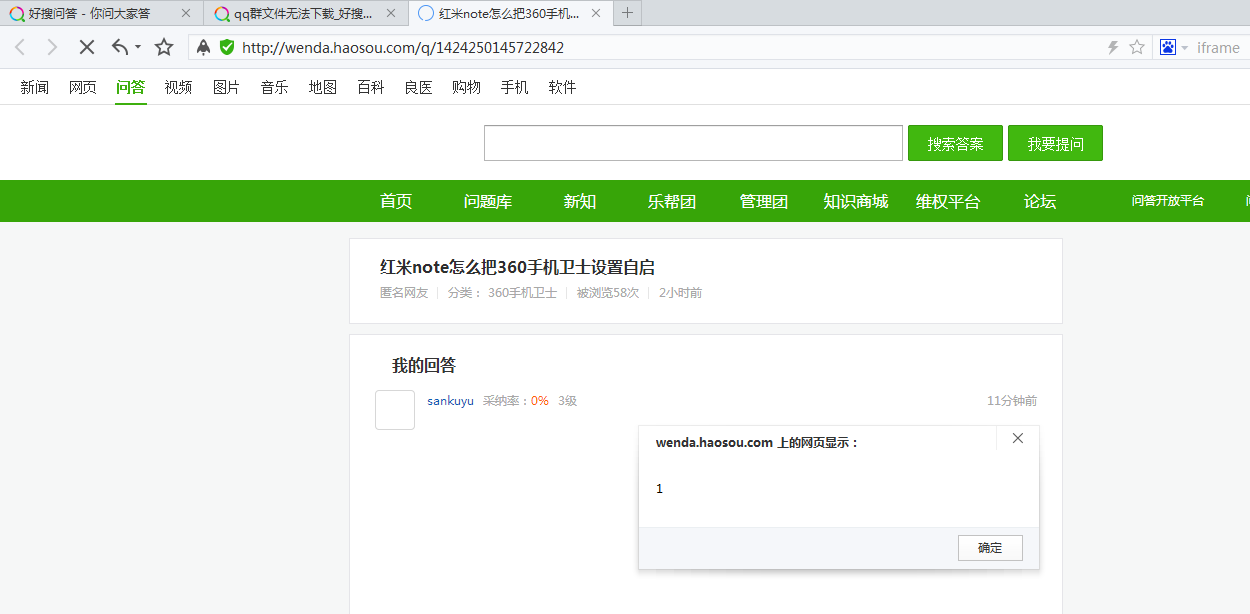 好搜问答 - 你问大家答
qq群文件无法下载_好搜...
红米note怎么把360手机...
http://wenda.haosou.com/q/1424250145722842
iframe
新闻 网页 问答 视频 图片 音乐 地图 百科 良医 购物 手机 软件
搜索答案 我要提问
首页 问题库 新知 乐帮团 管理团 知识商城 维权平台 论坛 问答开放平台
红米note怎么把360手机卫士设置自启
匿名网友 分类： 360手机卫士 被浏览58次 2小时前
我的回答
sankuyu 采纳率：0% 3级 11分钟前
wenda.haosou.com 上的网页显示：
1
确定